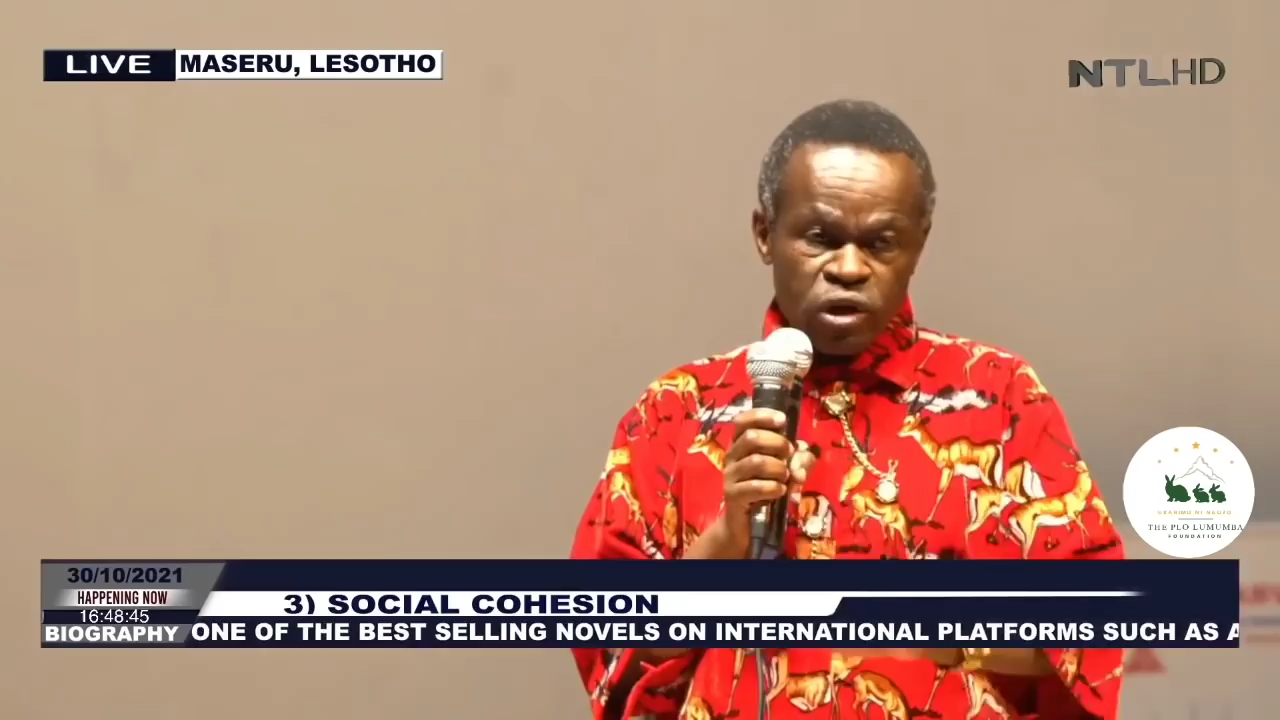 LIVE MASERU, LESOTHO
NTLHD
THE PLO LUMUMBA
FOUNDATION
30/10/2021
HAPPENING NOW
16:48:45
3) SOCIAL COHESION
BIOGRAPHY ONE OF THE BEST SELLING NOVELS ON INTERNATIONAL PLATFORMS SUCH AS